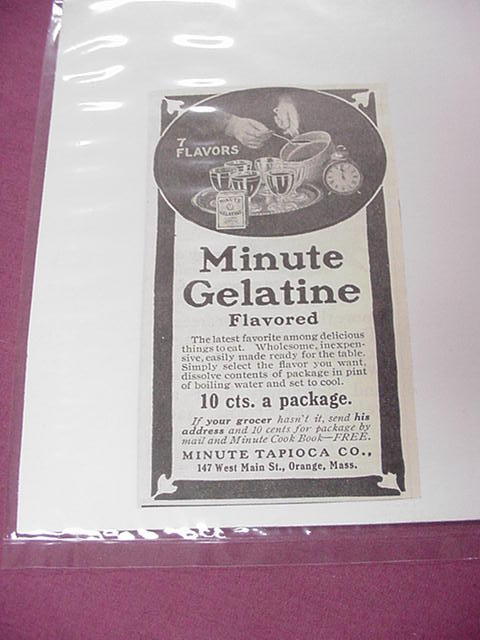 7
FLAVORS
MINUTE
GELATINE
Minute
Gelatine
Flavored
The latest favorite among delicious
things to eat. Wholesome, inexpen-
sive, easily made ready for the table.
Simply select the flavor you want,
dissolve contents of package in pint
of boiling water and set to cool.
10 cts. a package.
If your grocer hasn't it, send his
address and 10 cents for package by
mail and Minute Cook Book—FREE.
MINUTE TAPIOCA CO.,
147 West Main St., Orange, Mass.